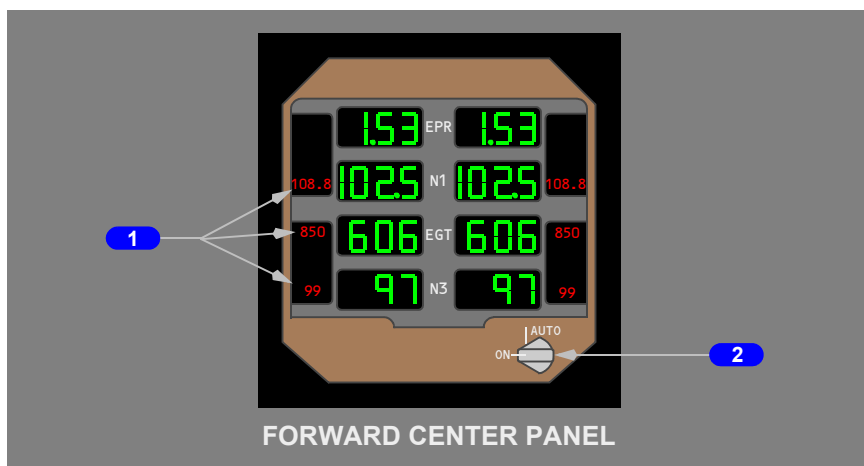 1.53 EPR 1.53
108.8 102.5 N1 102.5 108.8
850 606 EGT 606 850
1
99 97 N3 97 99
AUTO
ON
2
FORWARD CENTER PANEL